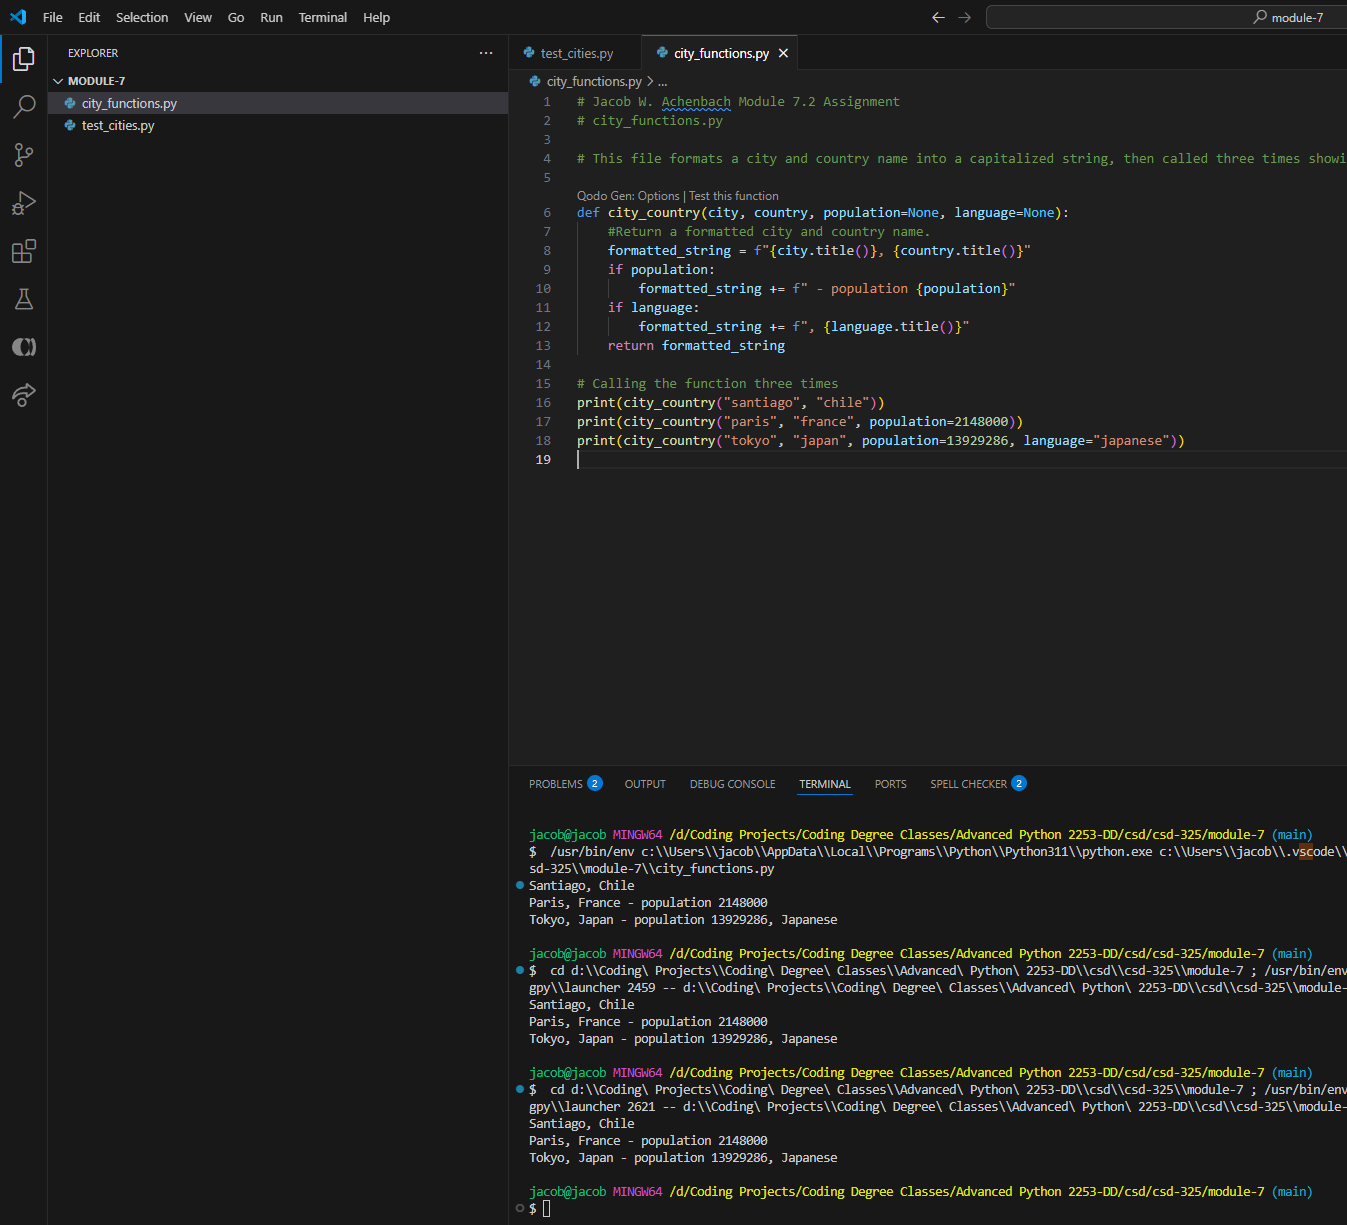 File Edit Selection View Go Run Terminal Help
module-7
EXPLORER
MODULE-7
city_functions.py
test_cities.py
test_cities.py city_functions.py
city_functions.py > ...
1 # Jacob W. Achenbach Module 7.2 Assignment
2 # city_functions.py
3
4 # This file formats a city and country name into a capitalized string, then called three times showi
5
Qodo Gen: Options | Test this function
6 def city_country(city, country, population=None, language=None):
7 #Return a formatted city and country name.
8 formatted_string = f"{city.title()}, {country.title()}"
9 if population:
10 formatted_string += f" - population {population}"
11 if language:
12 formatted_string += f", {language.title()}"
13 return formatted_string
14
15 # Calling the function three times
16 print(city_country("santiago", "chile"))
17 print(city_country("paris", "france", population=2148000))
18 print(city_country("tokyo", "japan", population=13929286, language="japanese"))
19
PROBLEMS 2 OUTPUT DEBUG CONSOLE TERMINAL PORTS SPELL CHECKER 2
jacob@jacob MINGW64 /d/Coding Projects/Coding Degree Classes/Advanced Python 2253-DD/csd/csd-325/module-7 (main)
$ /usr/bin/env c:\\Users\\jacob\\AppData\\Local\\Programs\\Python\\Python311\\python.exe c:\\Users\\jacob\\.vscode\\
sd-325\\module-7\\city_functions.py
Santiago, Chile
Paris, France - population 2148000
Tokyo, Japan - population 13929286, Japanese
jacob@jacob MINGW64 /d/Coding Projects/Coding Degree Classes/Advanced Python 2253-DD/csd/csd-325/module-7 (main)
$ cd d:\\Coding\ Projects\\Coding\ Degree\ Classes\\Advanced\ Python\ 2253-DD\\csd\\csd-325\\module-7 ; /usr/bin/env
gpy\\launcher 2459 -- d:\\Coding\ Projects\\Coding\ Degree\ Classes\\Advanced\ Python\ 2253-DD\\csd\\csd-325\\module-
Santiago, Chile
Paris, France - population 2148000
Tokyo, Japan - population 13929286, Japanese
jacob@jacob MINGW64 /d/Coding Projects/Coding Degree Classes/Advanced Python 2253-DD/csd/csd-325/module-7 (main)
$ cd d:\\Coding\ Projects\\Coding\ Degree\ Classes\\Advanced\ Python\ 2253-DD\\csd\\csd-325\\module-7 ; /usr/bin/env
gpy\\launcher 2621 -- d:\\Coding\ Projects\\Coding\ Degree\ Classes\\Advanced\ Python\ 2253-DD\\csd\\csd-325\\module-
Santiago, Chile
Paris, France - population 2148000
Tokyo, Japan - population 13929286, Japanese
jacob@jacob MINGW64 /d/Coding Projects/Coding Degree Classes/Advanced Python 2253-DD/csd/csd-325/module-7 (main)
$